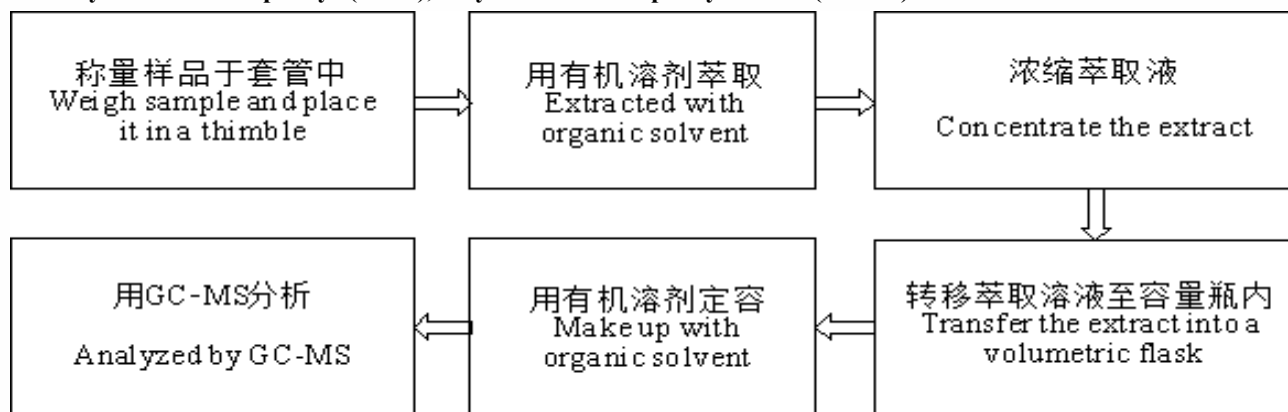 称量样品于套管中
Weigh sample and place
it in a thimble
用有机溶剂萃取
Extracted with
organic solvent
浓缩萃取液
Concentrate the extract
转移萃取溶液至容量瓶内
Transfer the extract into a
volumetric flask
用有机溶剂定容
Make up with
organic solvent
用GC-MS分析
Analyzed by GC-MS